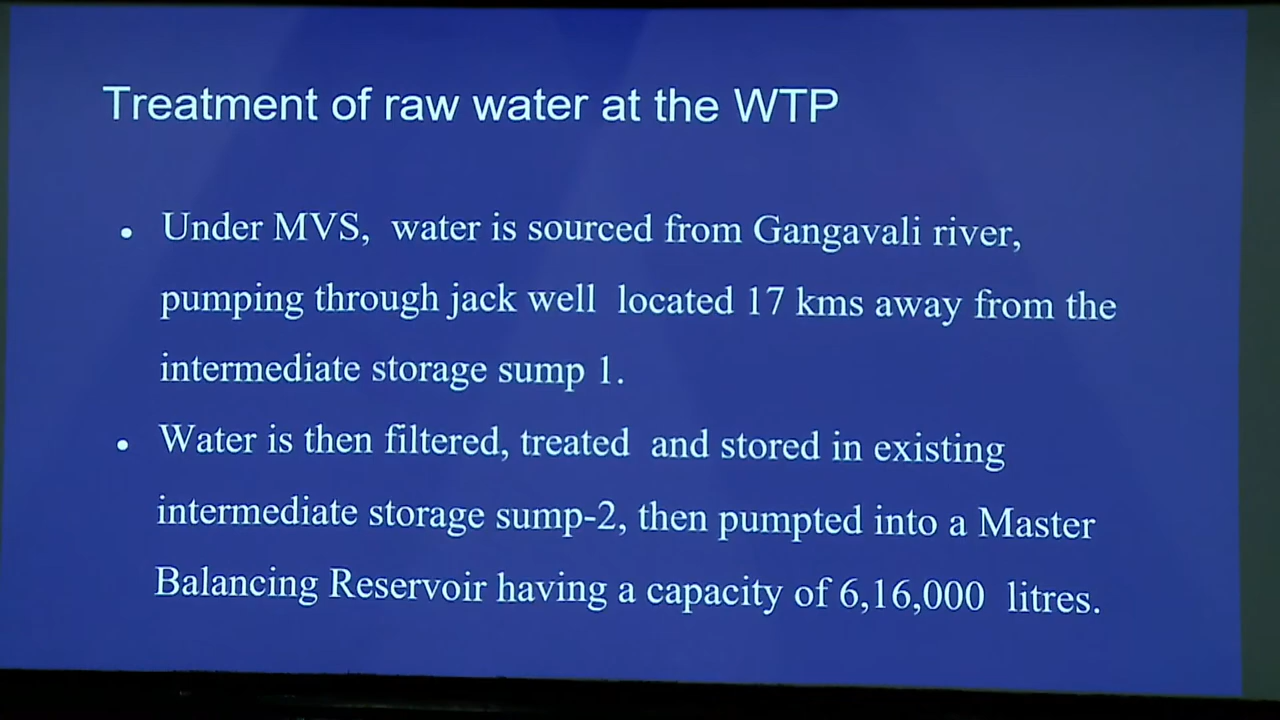 Treatment of raw water at the WTP
• Under MVS, water is sourced from Gangavali river,
pumping through jack well located 17 kms away from the
intermediate storage sump 1.
• Water is then filtered, treated and stored in existing
intermediate storage sump-2, then pumpted into a Master
Balancing Reservoir having a capacity of 6,16,000 litres.